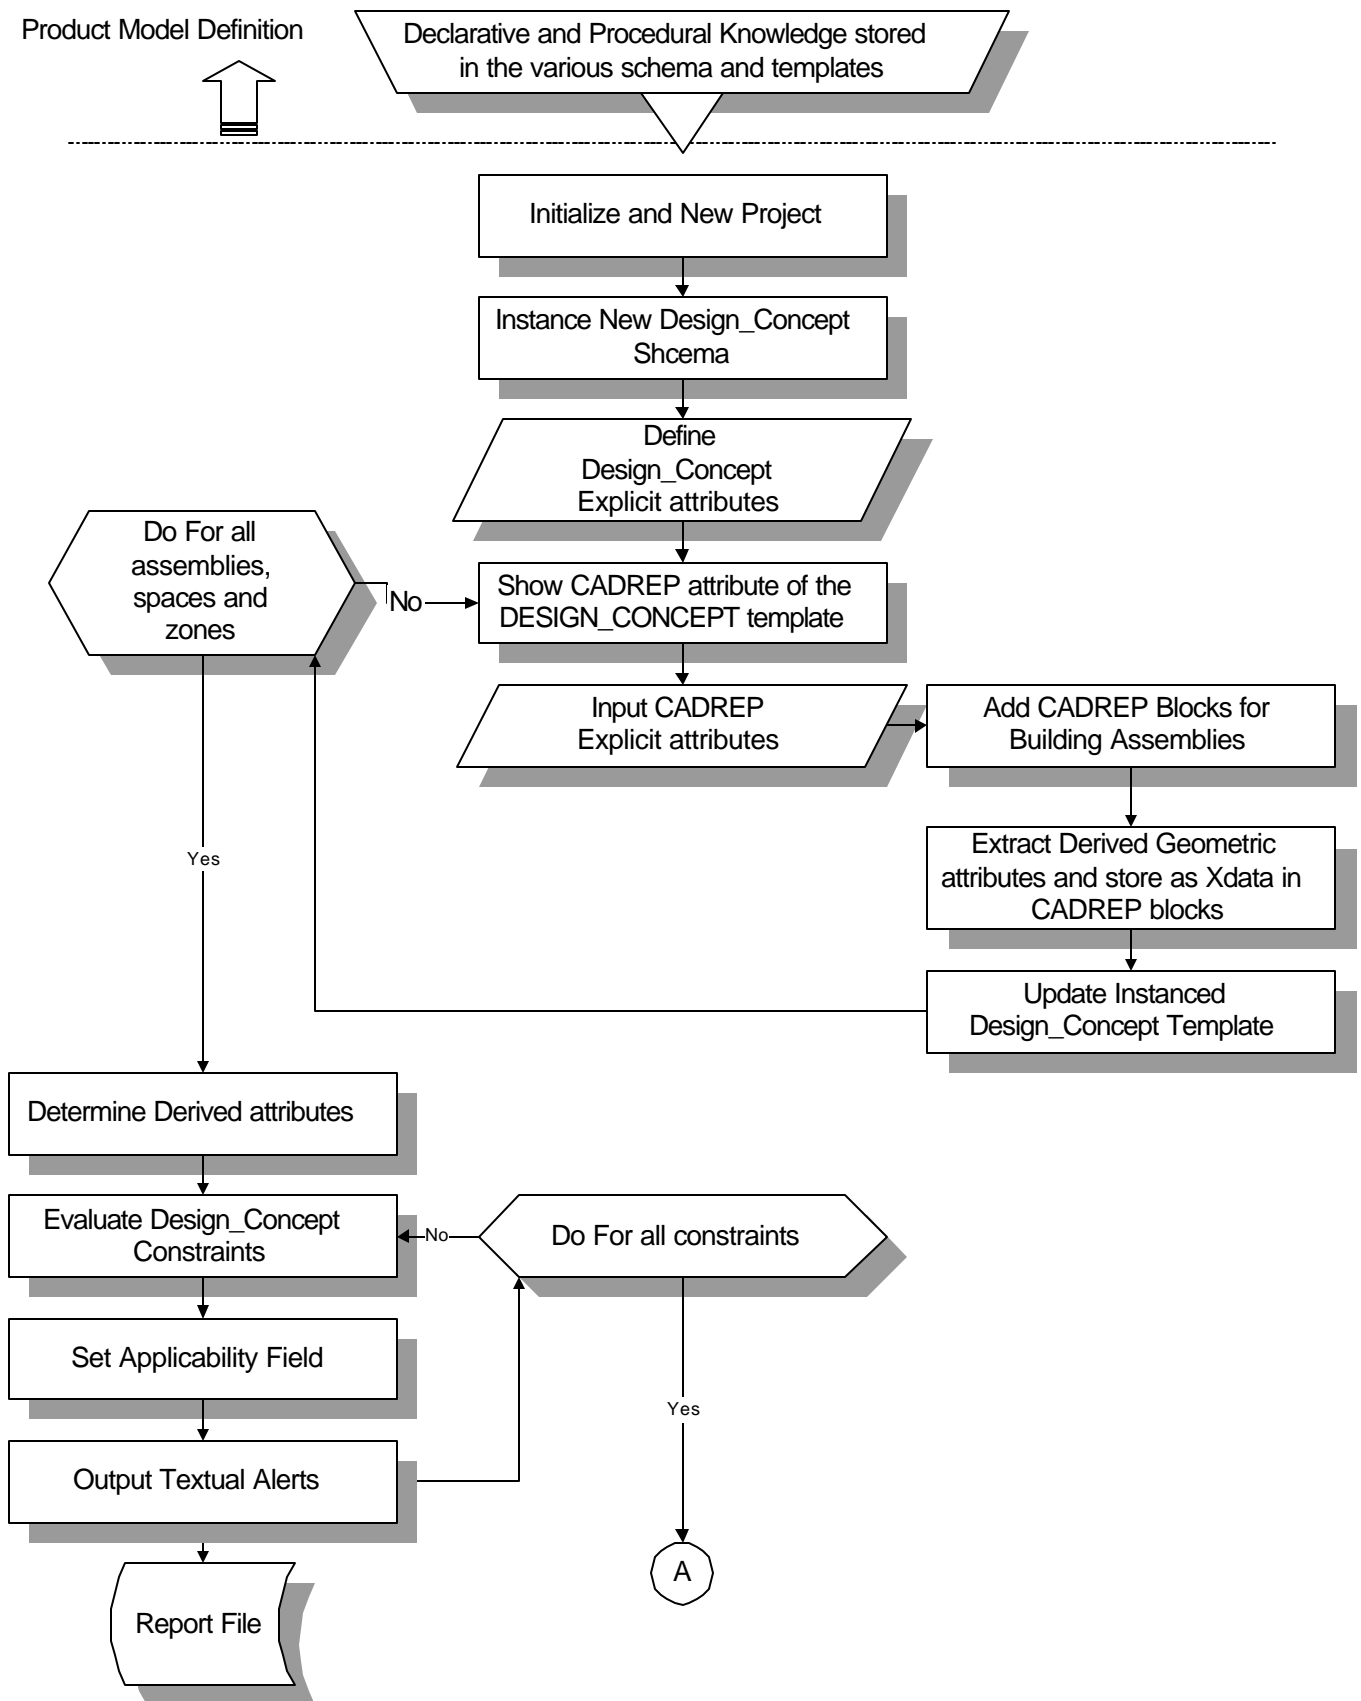 Product Model Definition
Declarative and Procedural Knowledge stored
in the various schema and templates
Initialize and New Project
Instance New Design_Concept
Shcema
Define
Design_Concept
Explicit attributes
Do For all
assemblies,
spaces and
zones
No
Show CADREP attribute of the
DESIGN_CONCEPT template
Input CADREP
Explicit attributes
Add CADREP Blocks for
Building Assemblies
Extract Derived Geometric
attributes and store as Xdata in
CADREP blocks
Update Instanced
Design_Concept Template
Yes
Determine Derived attributes
Evaluate Design_Concept
Constraints
No
Do For all constraints
Set Applicability Field
Yes
Output Textual Alerts
A
Report File